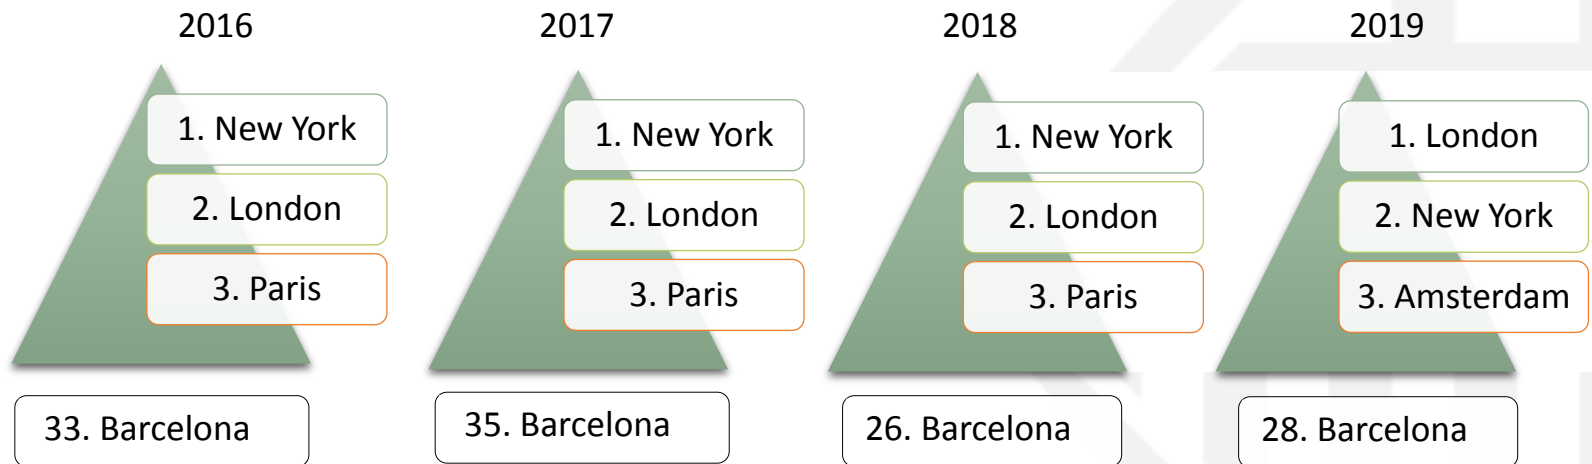 2016
1. New York
2. London
3. Paris
33. Barcelona
2017
1. New York
2. London
3. Paris
35. Barcelona
2018
1. New York
2. London
3. Paris
26. Barcelona
2019
1. London
2. New York
3. Amsterdam
28. Barcelona